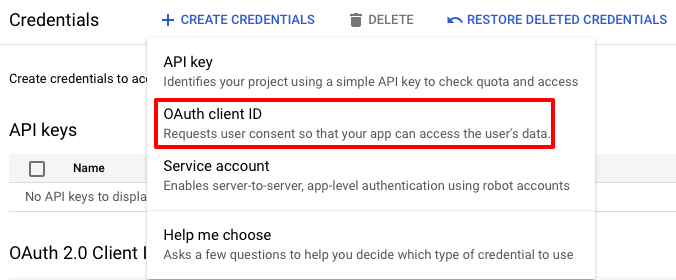 Credentials
+ CREATE CREDENTIALS
DELETE
RESTORE DELETED CREDENTIALS
API key
Identifies your project using a simple API key to check quota and access
Create credentials to
OAuth client ID
Requests user consent so that your app can access the user's data.
API keys
Service account
Enables server-to-server, app-level authentication using robot accounts
Name
No API keys to displa
Help me choose
Asks a few questions to help you decide which type of credential to use
OAuth 2.0 Client I